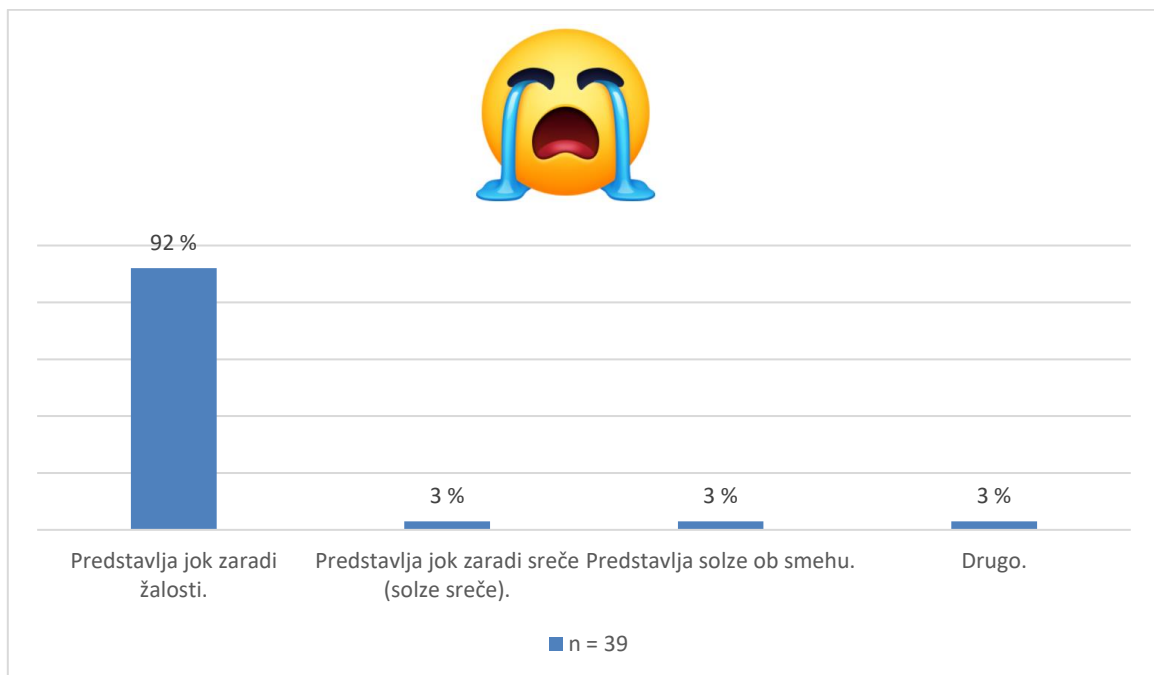 92 %
3 %
3 %
3 %
Predstavlja jok zaradi žalosti.
Predstavlja jok zaradi sreče (solze sreče).
Predstavlja solze ob smehu.
Drugo.
n = 39